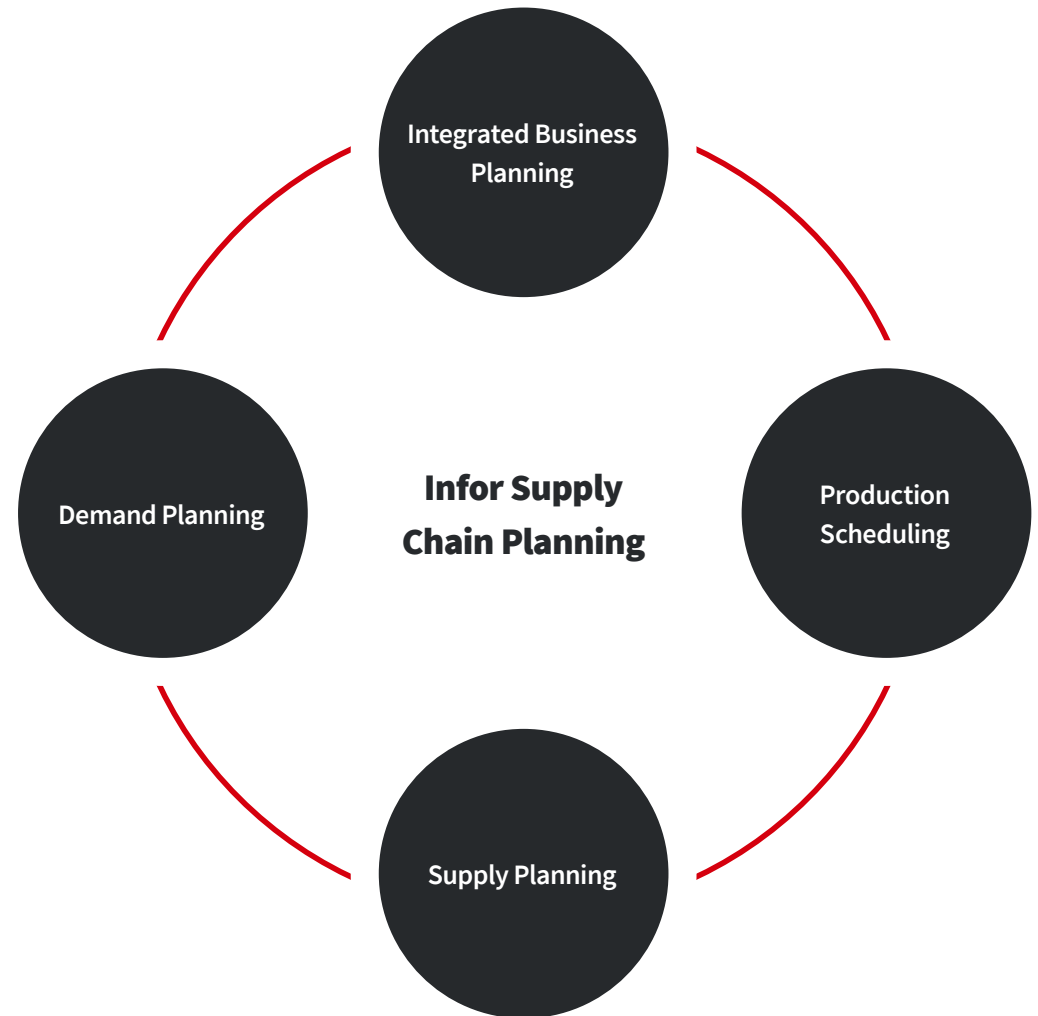 Integrated Business
Planning
Demand Planning
Infor Supply
Chain Planning
Production
Scheduling
Supply Planning